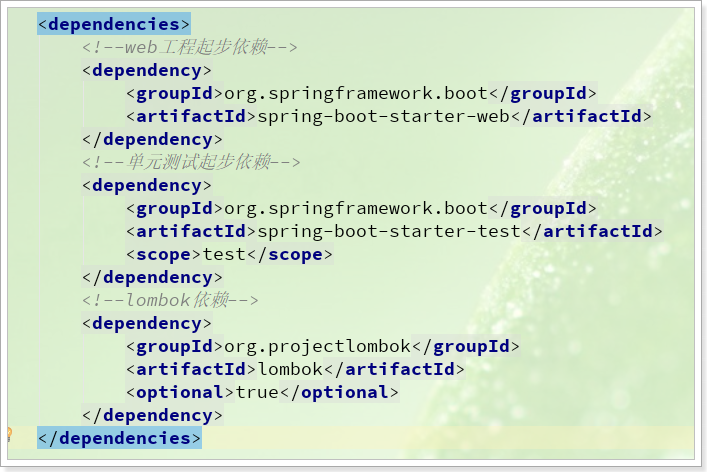 <dependencies>
<!--web工程起步依赖-->
<dependency>
<groupId>org.springframework.boot</groupId>
<artifactId>spring-boot-starter-web</artifactId>
</dependency>
<!--单元测试起步依赖-->
<dependency>
<groupId>org.springframework.boot</groupId>
<artifactId>spring-boot-starter-test</artifactId>
<scope>test</scope>
</dependency>
<!--lombok依赖-->
<dependency>
<groupId>org.projectlombok</groupId>
<artifactId>lombok</artifactId>
<optional>true</optional>
</dependency>
</dependencies>